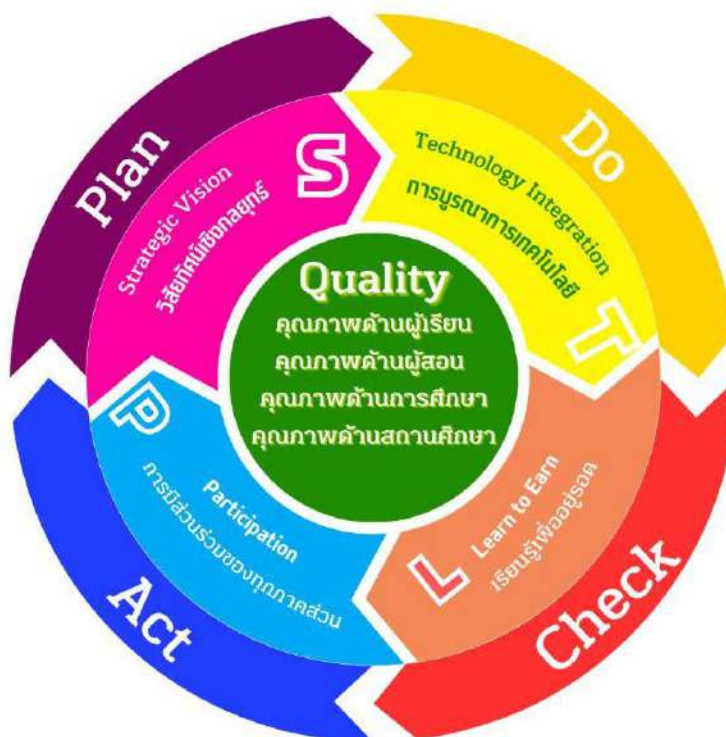 Plan
Do
Check
Act
S
Strategic Vision
วิสัยทัศน์เชิงกลยุทธ์
T
Technology Integration
การบูรณาการเทคโนโลยี
L
Learn to Earn
เรียนรู้เพื่ออยู่รอด
P
Participation
การมีส่วนร่วมของทุกภาคส่วน
Quality
คุณภาพด้านผู้เรียน
คุณภาพด้านผู้สอน
คุณภาพด้านการศึกษา
คุณภาพด้านสถานศึกษา